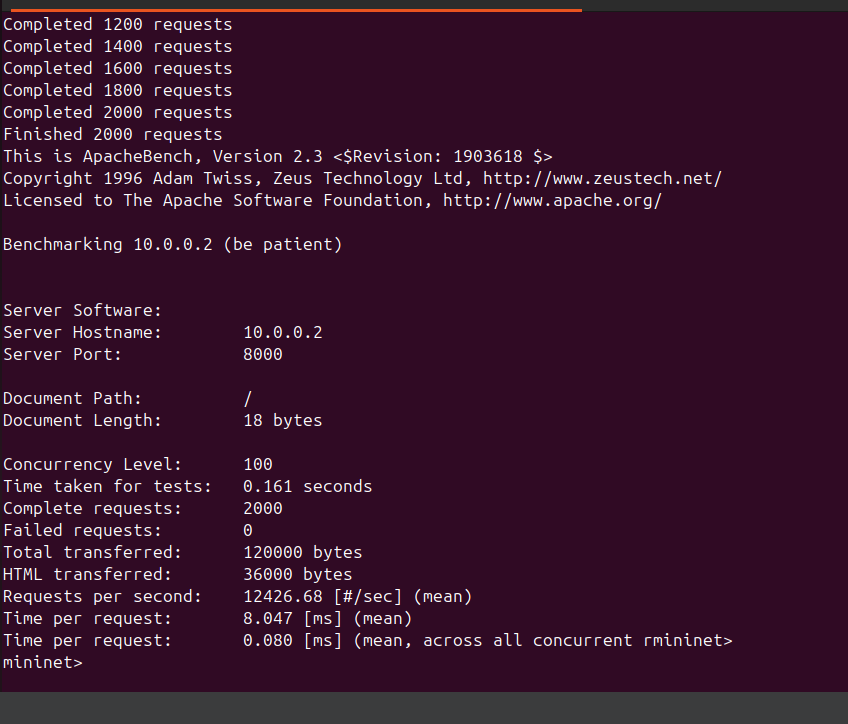 Completed 1200 requests
Completed 1400 requests
Completed 1600 requests
Completed 1800 requests
Completed 2000 requests
Finished 2000 requests
This is ApacheBench, Version 2.3 <$Revision: 1903618 $>
Copyright 1996 Adam Twiss, Zeus Technology Ltd, http://www.zeustech.net/
Licensed to The Apache Software Foundation, http://www.apache.org/
Benchmarking 10.0.0.2 (be patient)
Server Software:
Server Hostname:        10.0.0.2
Server Port:            8000
Document Path:          /
Document Length:        18 bytes
Concurrency Level:      100
Time taken for tests:   0.161 seconds
Complete requests:      2000
Failed requests:        0
Total transferred:      120000 bytes
HTML transferred:       36000 bytes
Requests per second:    12426.68 [#/sec] (mean)
Time per request:       8.047 [ms] (mean)
Time per request:       0.080 [ms] (mean, across all concurrent rmininet>
mininet>